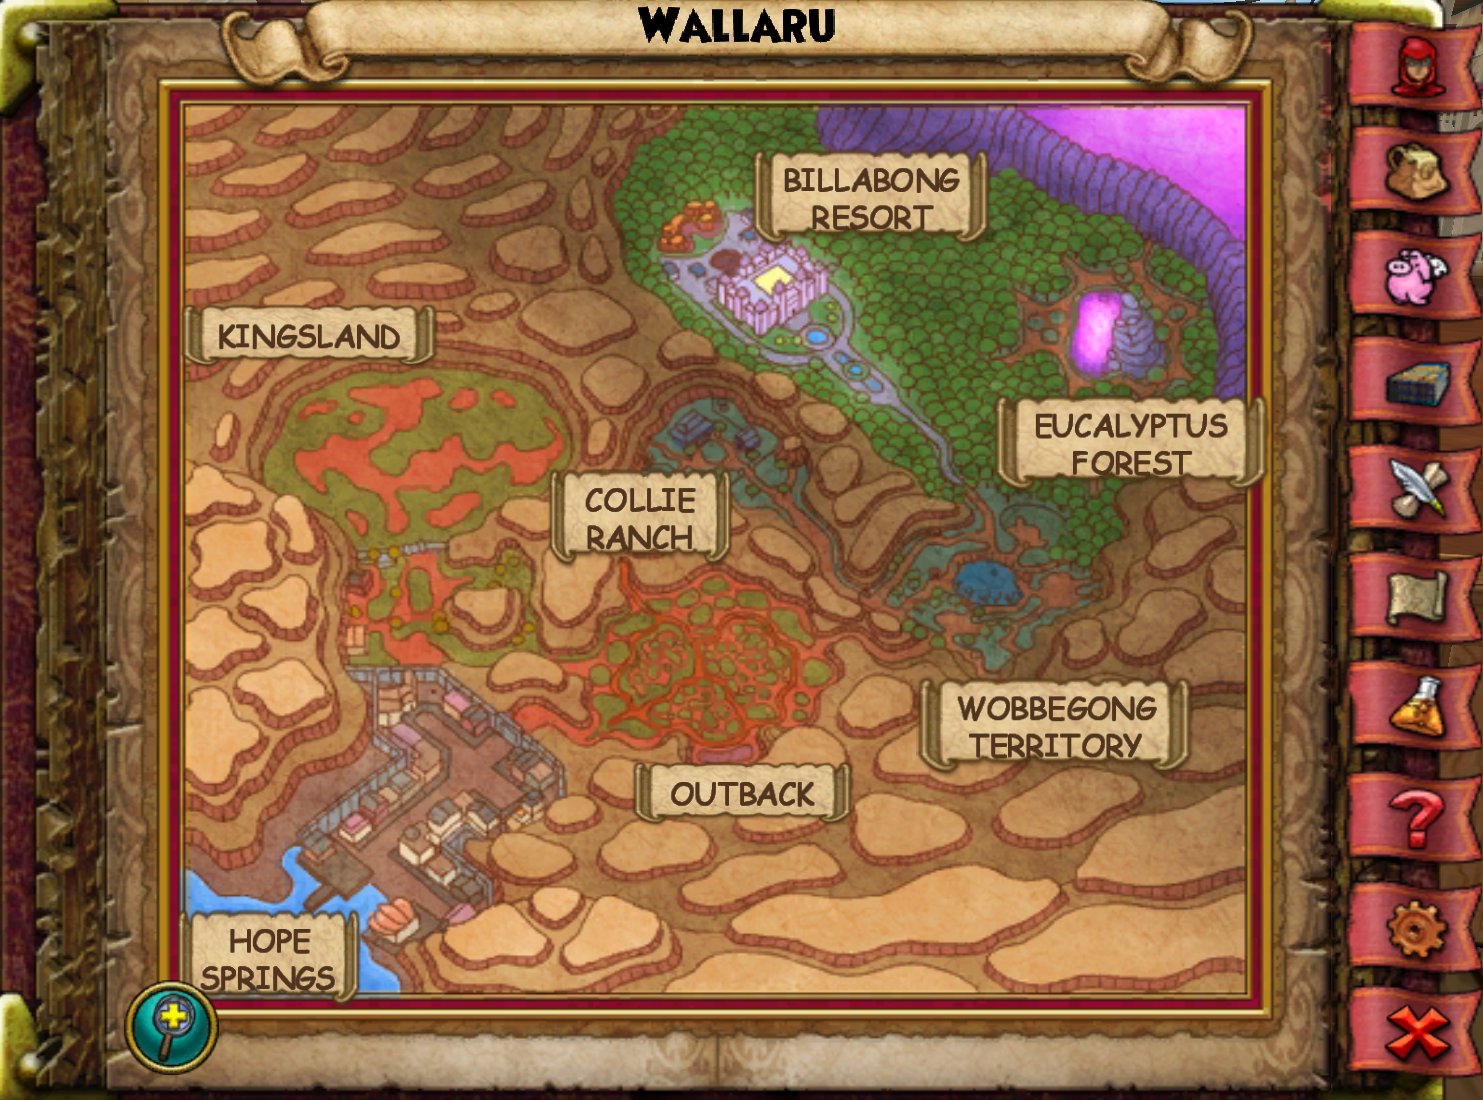 WALLARU
BILLABONG
RESORT
KINGSLAND
EUCALYPTUS
FOREST
COLLIE
RANCH
WOBBEGONG
TERRITORY
OUTBACK
HOPE
SPRINGS